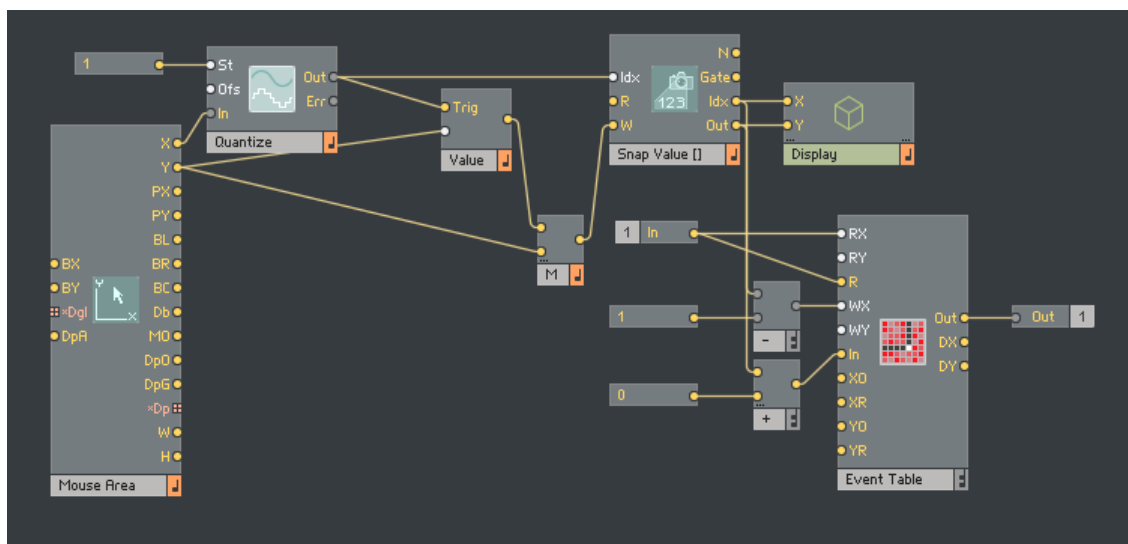 1
St
Ofs
In
Out
Err
Quantize
X
Y
PX
PY
BL
BR
BC
Db
MO
DpO
DpG
×Dp
W
H
BX
BY
×Dgl
DpA
Y
X
Mouse Area
Trig
Value
...
M
Idx
R
W
N
Gate
Idx
Out
123
Snap Value []
X
Y
...
...
Display
1 In
1
-
0
...
+
RX
RY
R
WX
WY
In
XO
XR
YO
YR
Out
DX
DY
Event Table
Out 1